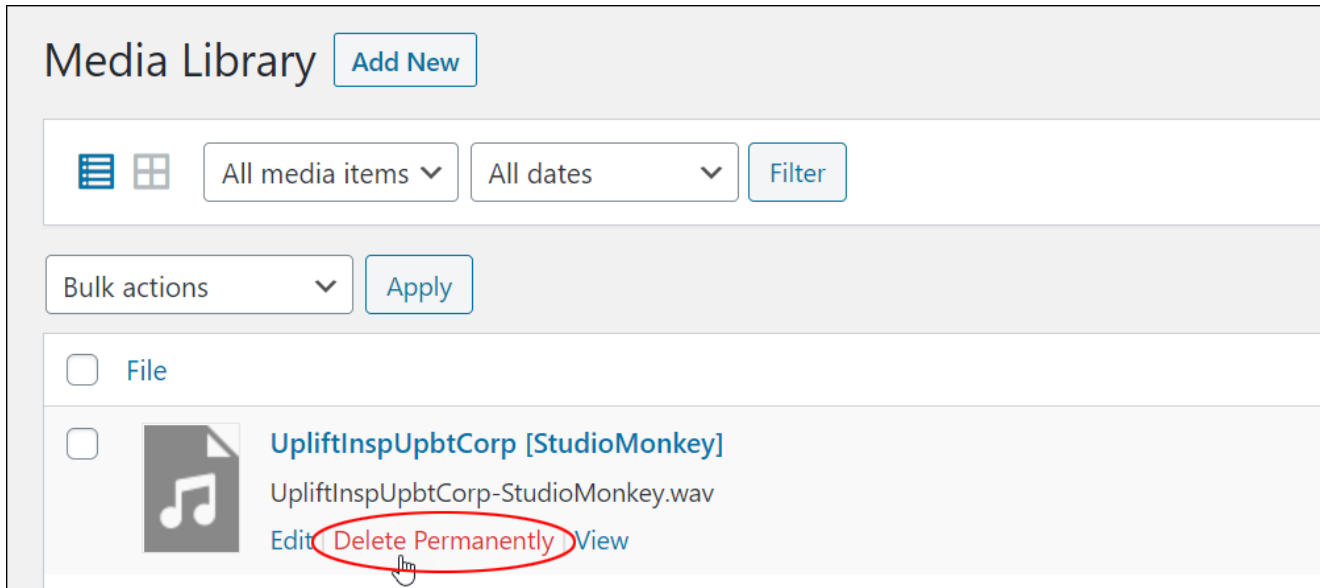 Media Library Add New
All media items All dates Filter
Bulk actions Apply
File
UpliftInspUpbtCorp [StudioMonkey]
UpliftInspUpbtCorp-StudioMonkey.wav
Edit | Delete Permanently | View